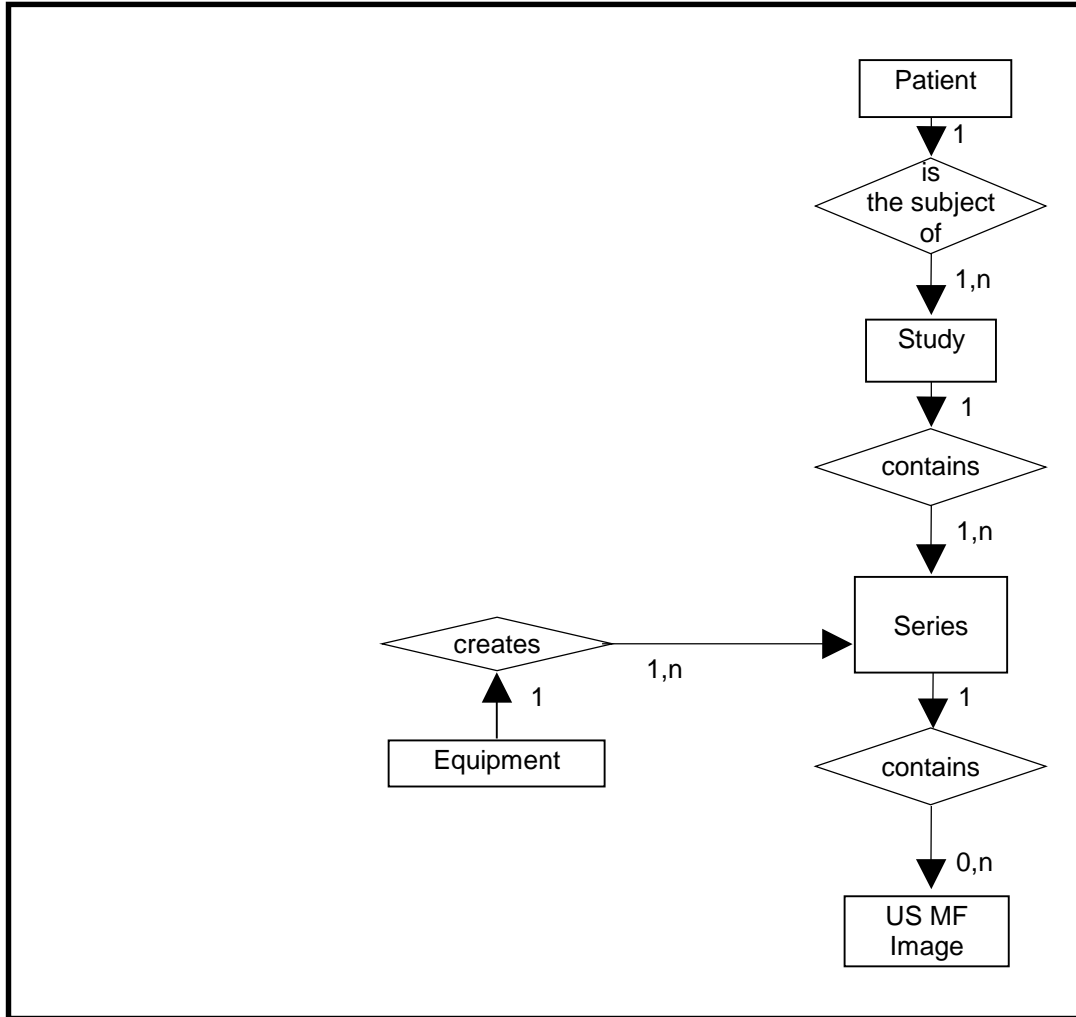 Patient
1
is
the subject
of
1,n
Study
1
contains
1,n
Series
creates
1,n
1
1
Equipment
contains
0,n
US MF
Image